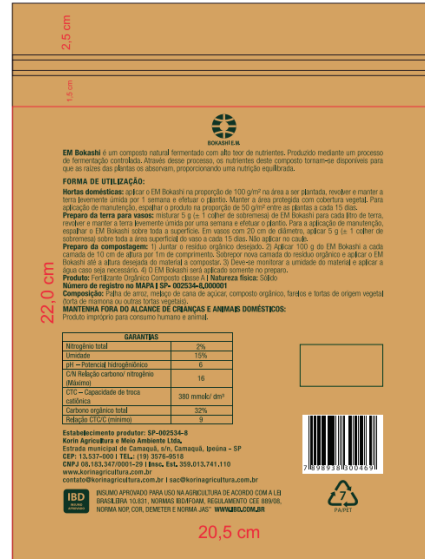 2,5 cm
1,5 cm
BOKASHI E.M.
EM Bokashi é um composto natural fermentado com alto teor de nutrientes. Produzido mediante um processo
de fermentação controlada. Através desse processo, os nutrientes deste composto tornam-se disponíveis para
que as raízes das plantas os absorvam, proporcionando uma nutrição equilibrada.
FORMA DE UTILIZAÇÃO:
Hortas domésticas: aplicar o EM Bokashi na proporção de 100 g/m² na área a ser plantada, revolver e manter a
terra levemente úmida por 1 semana e efetuar o plantio. Manter a área protegida com cobertura vegetal. Para
aplicação de manutenção, espalhar o produto na proporção de 50 g/m² entre as plantas a cada 15 dias.
Preparo da terra para vasos: misturar 5 g (± 1 colher de sobremesa) de EM Bokashi para cada litro de terra,
revolver e manter a terra levemente úmida por uma semana e efetuar o plantio. Para a aplicação de manutenção,
espalhar o EM Bokashi sobre toda a superfície. Em vasos com 20 cm de diâmetro, aplicar 5 g (± 1 colher de
sobremesa) sobre toda a área superficial do vaso a cada 15 dias. Não aplicar no caule.
Preparo da compostagem: 1) Juntar o resíduo orgânico desejado. 2) Aplicar 100 g do EM Bokashi a cada
camada de 10 cm de altura por 1m de comprimento. Sobrepor nova camada do resíduo orgânico e aplicar o EM
Bokashi até a altura desejada do material a compostar. 3) Deve-se monitorar a umidade do material e aplicar a
água caso seja necessário. 4) O EM Bokashi será aplicado somente no preparo.
Produto: Fertilizante Orgânico Composto classe A | Natureza física: Sólido
Número de registro no MAPA | SP- 002534-8.000001
Composição: Palha de arroz, melaço de cana de açúcar, composto orgânico, farelos e tortas de origem vegetal
(torta de mamona ou outras tortas vegetais).
MANTENHA FORA DO ALCANCE DE CRIANÇAS E ANIMAIS DOMÉSTICOS:
Produto impróprio para consumo humano e animal.
22,0 cm
GARANTIAS
Nitrogênio total 2%
Umidade 15%
pH – Potencial hidrogeniônico 6
C/N Relação carbono/ nitrogênio
(Máximo) 16
CTC – Capacidade de troca
catiônica 380 mmolc/ dm³
Carbono orgânico total 32%
Relação CTC/C (mínimo) 9
Estabelecimento produtor: SP-002534-8
Korin Agricultura e Meio Ambiente Ltda.
Estrada municipal de Camaquã, s/n, Camaquã, Ipeúna - SP
CEP: 13.537-000 | TEL.: (19) 3576-9518
CNPJ 06.183.347/0001-29 | Insc. Est. 359.013.741,110
www.korinagricultura.com.br
contato@korinagricultura.com.br | sac@korinagricultura.com.br
7 898938 300469
IBD
INSUMO APROVADO PARA USO NA AGRICULTURA DE ACORDO COM A LEI
BRASILEIRA 10.831, NORMAS IBD/IFOAM, REGULAMENTO CEE 889/08,
NORMA NOP, COR, DEMETER E NORMA JAS" WWW.IBD.COM.BR
7
PA/PET
20,5 cm